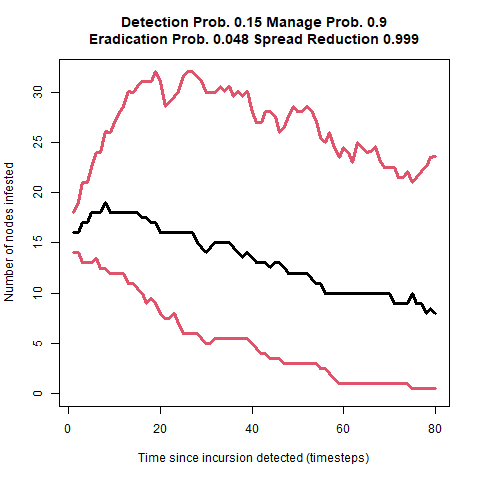 Detection Prob. 0.15 Manage Prob. 0.9
Eradication Prob. 0.048 Spread Reduction 0.999
Number of nodes infested
30
25
20
15
10
5
0
0 20 40 60 80
Time since incursion detected (timesteps)